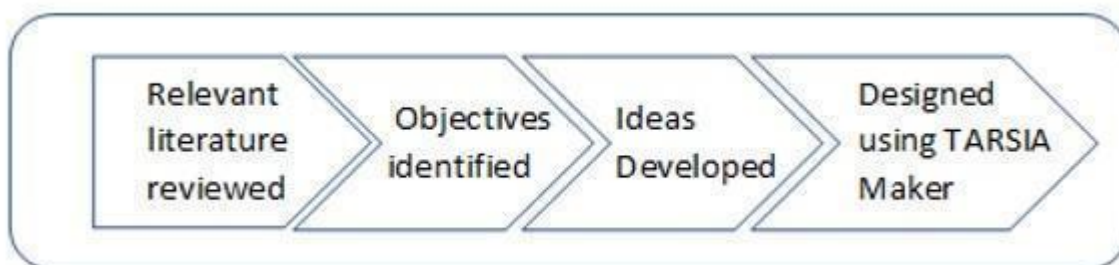 Relevant
literature
reviewed
Objectives
identified
Ideas
Developed
Designed
using TARSIA
Maker